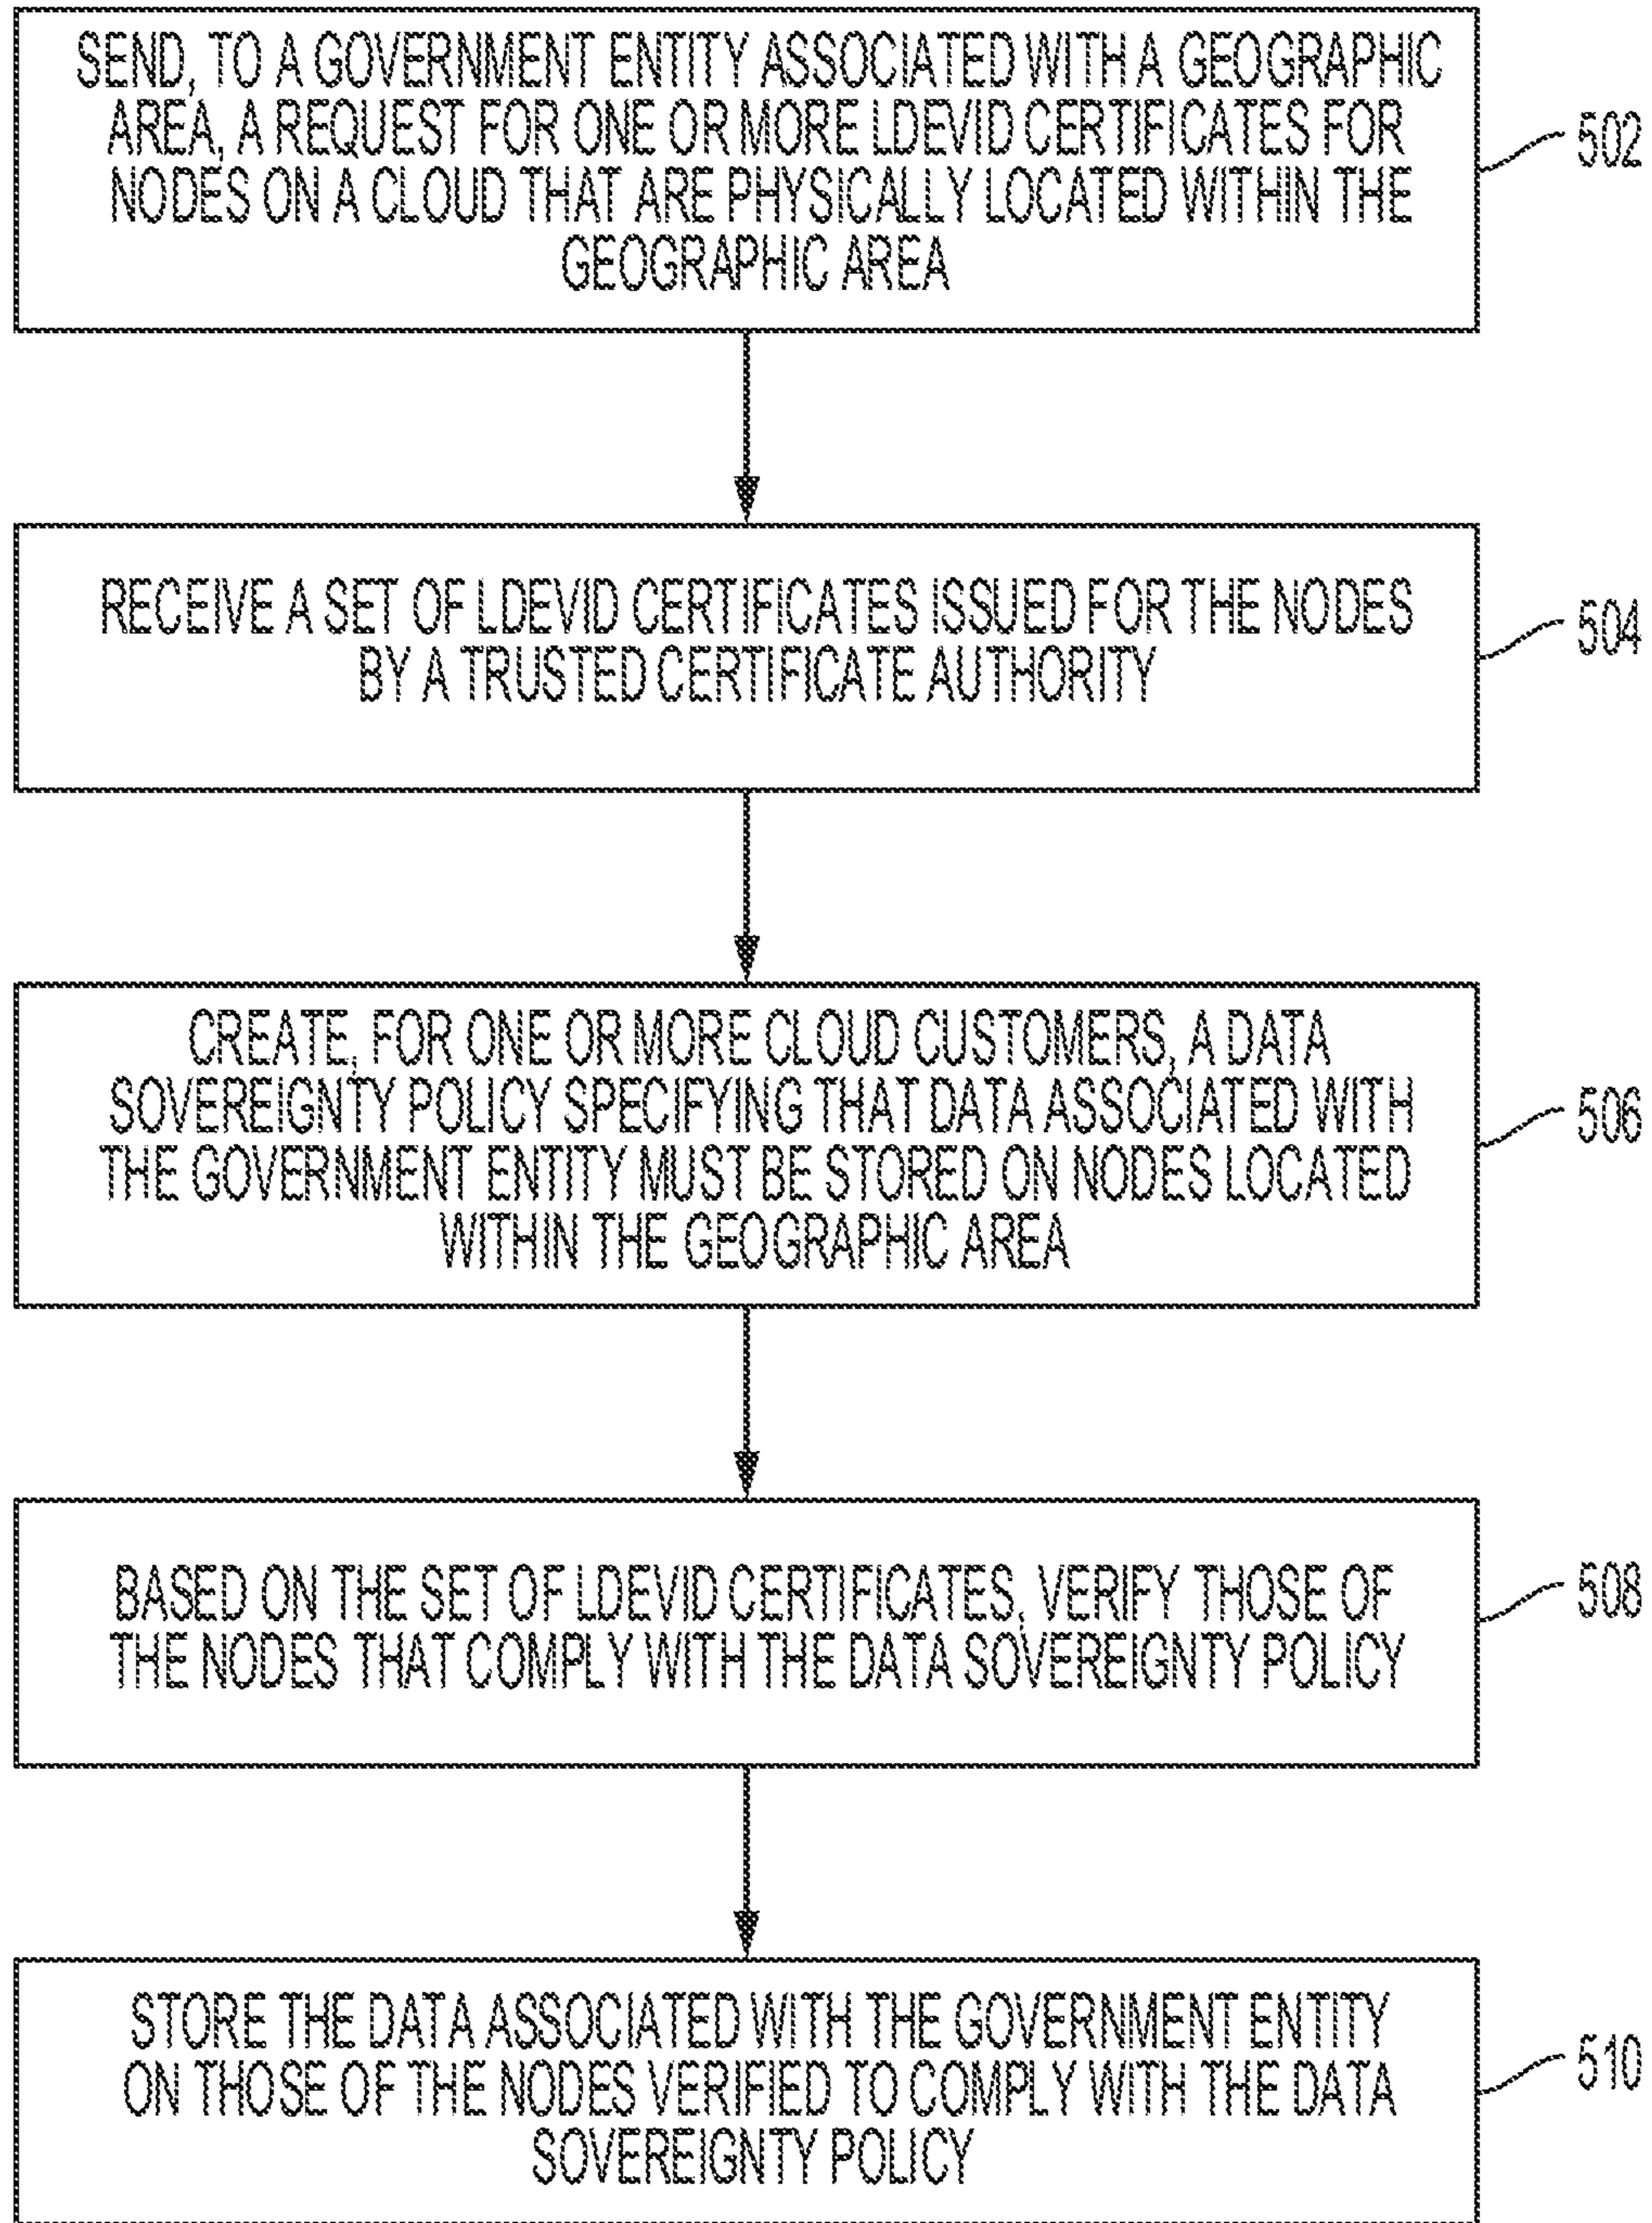 SEND, TO A GOVERNMENT ENTITY ASSOCIATED WITH A GEOGRAPHIC
AREA, A REQUEST FOR ONE OR MORE LDEVID CERTIFICATES FOR
NODES ON A CLOUD THAT ARE PHYSICALLY LOCATED WITHIN THE
GEOGRAPHIC AREA
502
RECEIVE A SET OF LDEVID CERTIFICATES ISSUED FOR THE NODES
BY A TRUSTED CERTIFICATE AUTHORITY
504
CREATE, FOR ONE OR MORE CLOUD CUSTOMERS, A DATA
SOVEREIGNTY POLICY SPECIFYING THAT DATA ASSOCIATED WITH
THE GOVERNMENT ENTITY MUST BE STORED ON NODES LOCATED
WITHIN THE GEOGRAPHIC AREA
506
BASED ON THE SET OF LDEVID CERTIFICATES, VERIFY THOSE OF
THE NODES THAT COMPLY WITH THE DATA SOVEREIGNTY POLICY
508
STORE THE DATA ASSOCIATED WITH THE GOVERNMENT ENTITY
ON THOSE OF THE NODES VERIFIED TO COMPLY WITH THE DATA
SOVEREIGNTY POLICY
510